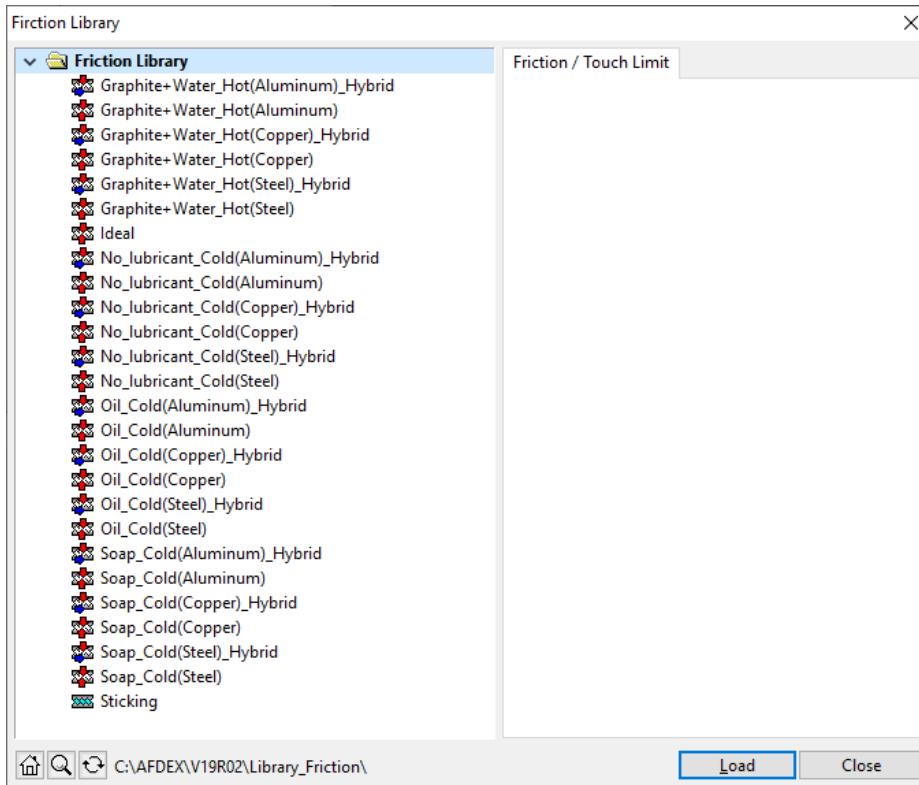 Firction Library
Friction Library
Graphite+Water_Hot(Aluminum)_Hybrid
Graphite+Water_Hot(Aluminum)
Graphite+Water_Hot(Copper)_Hybrid
Graphite+Water_Hot(Copper)
Graphite+Water_Hot(Steel)_Hybrid
Graphite+Water_Hot(Steel)
Ideal
No_lubricant_Cold(Aluminum)_Hybrid
No_lubricant_Cold(Aluminum)
No_lubricant_Cold(Copper)_Hybrid
No_lubricant_Cold(Copper)
No_lubricant_Cold(Steel)_Hybrid
No_lubricant_Cold(Steel)
Oil_Cold(Aluminum)_Hybrid
Oil_Cold(Aluminum)
Oil_Cold(Copper)_Hybrid
Oil_Cold(Copper)
Oil_Cold(Steel)_Hybrid
Oil_Cold(Steel)
Soap_Cold(Aluminum)_Hybrid
Soap_Cold(Aluminum)
Soap_Cold(Copper)_Hybrid
Soap_Cold(Copper)
Soap_Cold(Steel)_Hybrid
Soap_Cold(Steel)
Sticking
Friction / Touch Limit
C:\AFDEX\V19R02\Library_Friction\
Load
Close